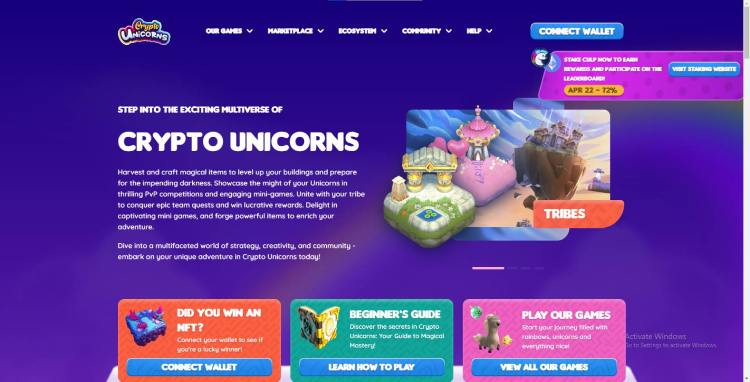 Crypto
UNICORNS
OUR GAMES
MARKETPLACE
ECOSYSTEM
COMMUNITY
HELP
CONNECT WALLET
STAKE CULP NOW TO EARN
REWARDS AND PARTICIPATE ON THE
LEADERBOARD!
APR 22 - 72%
VISIT STAKING WEBSITE
STEP INTO THE EXCITING MULTIVERSE OF
CRYPTO UNICORNS
Harvest and craft magical items to level up your buildings and prepare
for the impending darkness. Showcase the might of your Unicorns in
thrilling PvP competitions and engaging mini-games. Unite with your tribe
to conquer epic team quests and win lucrative rewards. Delight in
captivating mini games, and forge powerful items to enrich your
adventure.
Dive into a multifaceted world of strategy, creativity, and community -
embark on your unique adventure in Crypto Unicorns today!
TRIBES
DID YOU WIN AN
NFT?
Connect your wallet to see if
you're a lucky winner!
CONNECT WALLET
BEGINNER'S GUIDE
Discover the secrets in Crypto
Unicorns: Your Guide to Magical
Mastery!
LEARN HOW TO PLAY
PLAY OUR GAMES
Start your journey filled with
rainbows, unicorns and
everything nice!
VIEW ALL OUR GAMES
Activate Windows
Go to Settings to activate Windows.